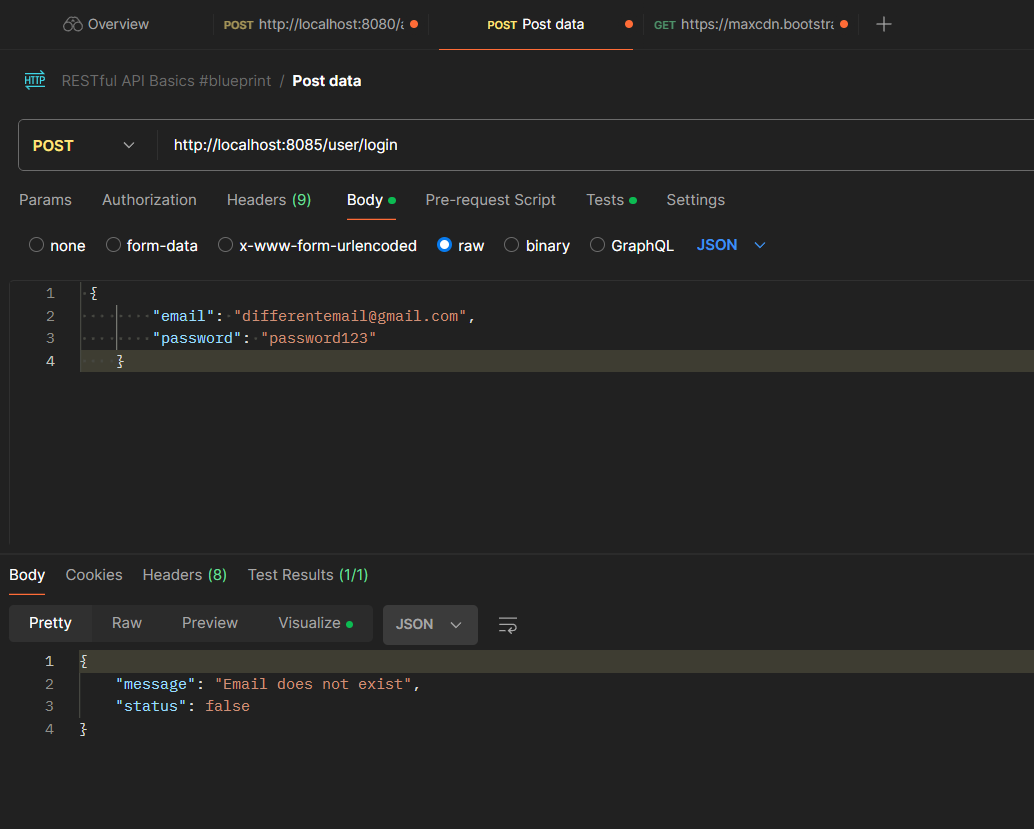 Overview POST http://localhost:8080/a POST Post data GET https://maxcdn.bootstra
HTTP RESTful API Basics #blueprint / Post data
POST http://localhost:8085/user/login
Params Authorization Headers (9) Body Pre-request Script Tests Settings
none form-data x-www-form-urlencoded raw binary GraphQL JSON
1 {
2 "email": "differentemail@gmail.com",
3 "password": "password123"
4 }
Body Cookies Headers (8) Test Results (1/1)
Pretty Raw Preview Visualize JSON
1 {
2 "message": "Email does not exist",
3 "status": false
4 }